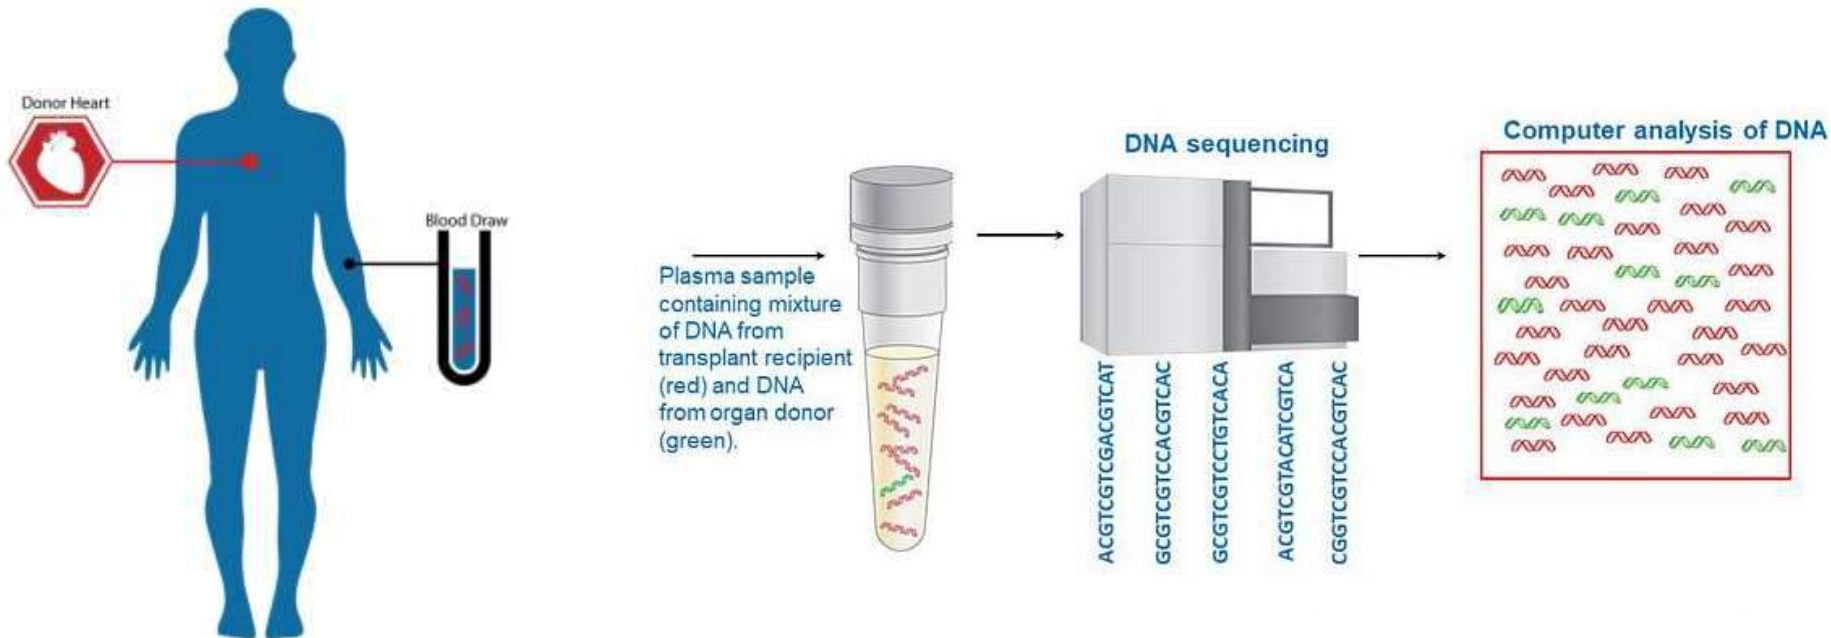 Donor Heart
Blood Draw
Plasma sample
containing mixture
of DNA from
transplant recipient
(red) and DNA
from organ donor
(green).
DNA sequencing
ACGTCGTCGACGTCAT
GCGTCGTCCACGTCAC
GCGTCGTCCTGTCACA
ACGTCGTACATCGTCA
CGGTCGTCCACGTCAC
Computer analysis of DNA